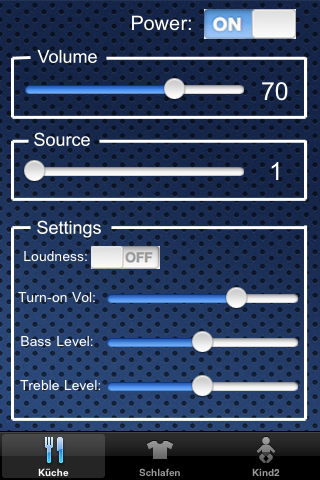 Power: ON
Volume
70
Source
1
Settings
Loudness: OFF
Turn-on Vol:
Bass Level:
Treble Level:
Küche Schlafen Kind2